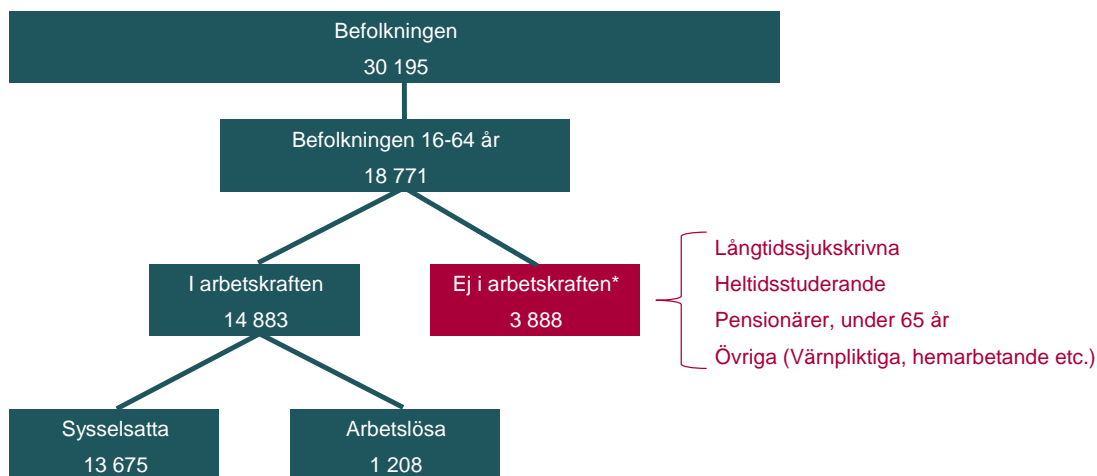 Befolkningen
30 195
Befolkningen 16-64 år
18 771
I arbetskraften
14 883
Ej i arbetskraften*
3 888
Långtidssjukskrivna
Heltidsstuderande
Pensionärer, under 65 år
Övriga (Värnpliktiga, hemarbetande etc.)
Sysselsatta
13 675
Arbetslösa
1 208